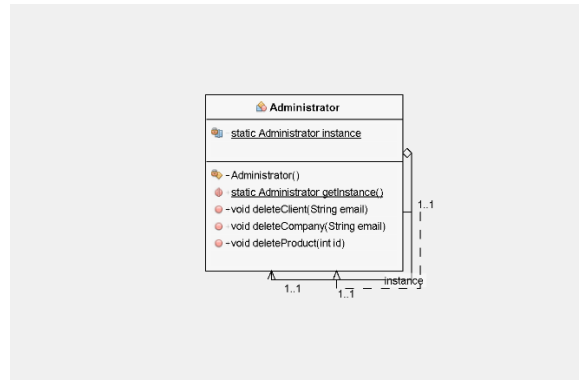 Administrator
- static Administrator instance
- Administrator()
- static Administrator getInstance()
- void deleteClient(String email)
- void deleteCompany(String email)
- void deleteProduct(int id)
1..1
instance
1..1
1..1